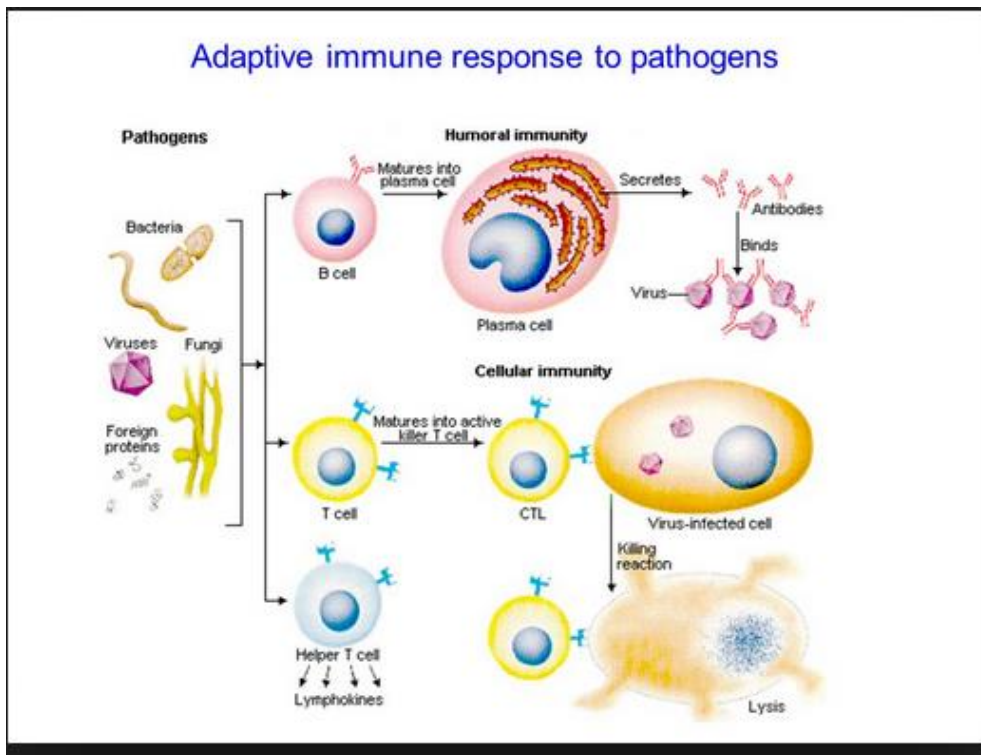 Adaptive immune response to pathogens
Pathogens
Bacteria
Viruses
Fungi
Foreign
proteins
Humoral immunity
B cell
Matures into
plasma cell
Plasma cell
Secretes
Antibodies
Binds
Virus
Cellular immunity
T cell
Matures into active
killer T cell
CTL
Virus-infected cell
Killing
reaction
Lysis
Helper T cell
Lymphokines